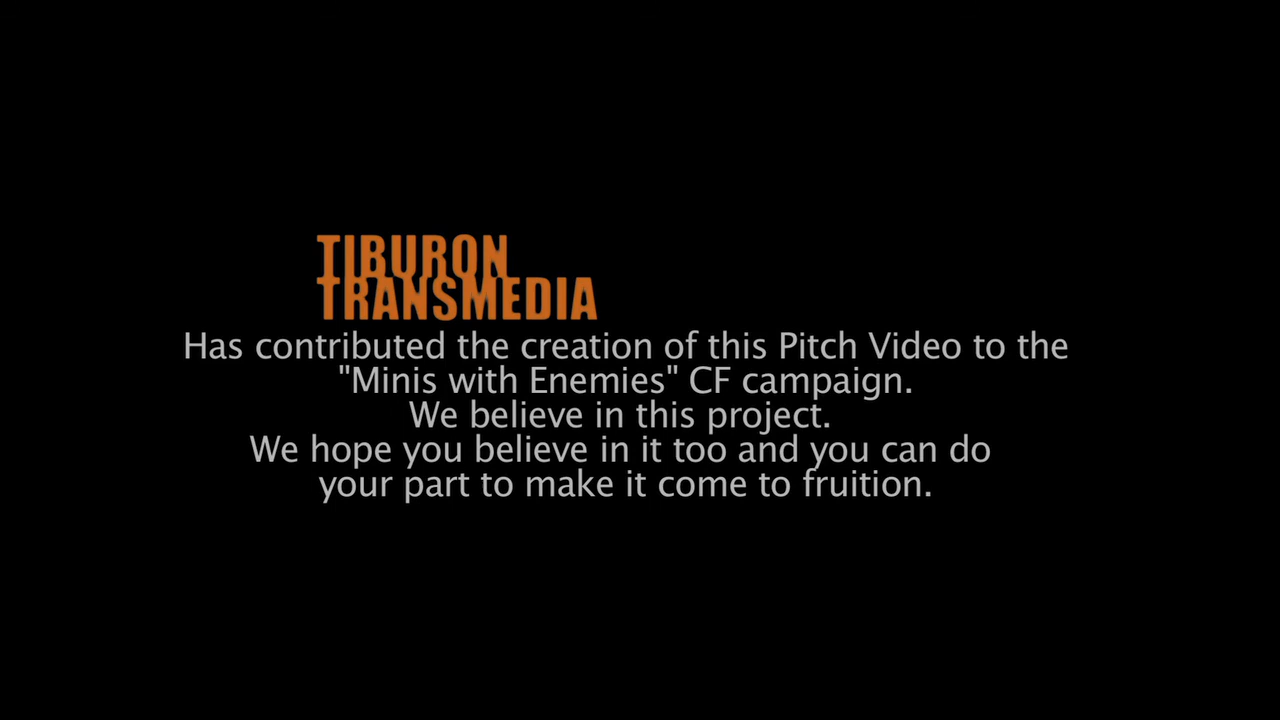 TIBURON
TRANSMEDIA
Has contributed the creation of this Pitch Video to the
"Minis with Enemies" CF campaign.
We believe in this project.
We hope you believe in it too and you can do
your part to make it come to fruition.